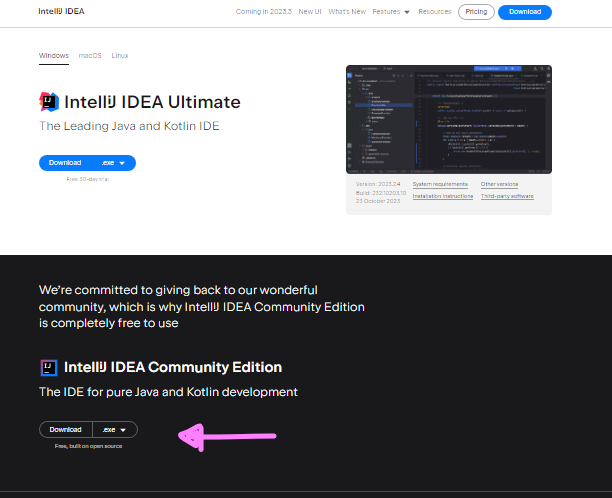 IntelliJ IDEA
Coming in 2023.3 New UI What's New Features Resources Pricing Download
Windows macOS Linux
IntelliJ IDEA Ultimate
The Leading Java and Kotlin IDE
Download .exe
Free 30-day trial
Version: 2023.2.4 System requirements Other versions
Build: 232.10203.10 Installation instructions Third-party software
23 October 2023
We're committed to giving back to our wonderful
community, which is why IntelliJ IDEA Community Edition
is completely free to use
IJ IntelliJ IDEA Community Edition
The IDE for pure Java and Kotlin development
Download .exe
Free, built on open source